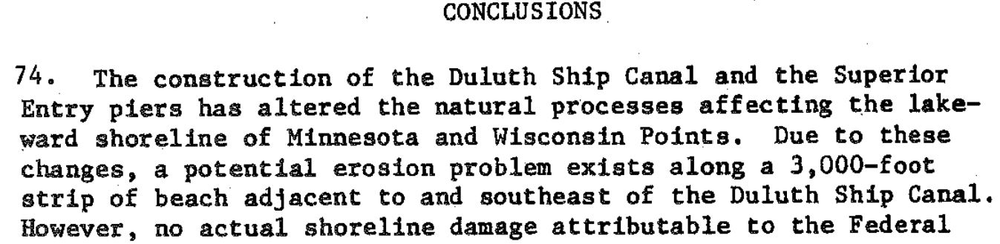 CONCLUSIONS
74. The construction of the Duluth Ship Canal and the Superior
Entry piers has altered the natural processes affecting the lake-
ward shoreline of Minnesota and Wisconsin Points. Due to these
changes, a potential erosion problem exists along a 3,000-foot
strip of beach adjacent to and southeast of the Duluth Ship Canal.
However, no actual shoreline damage attributable to the Federal